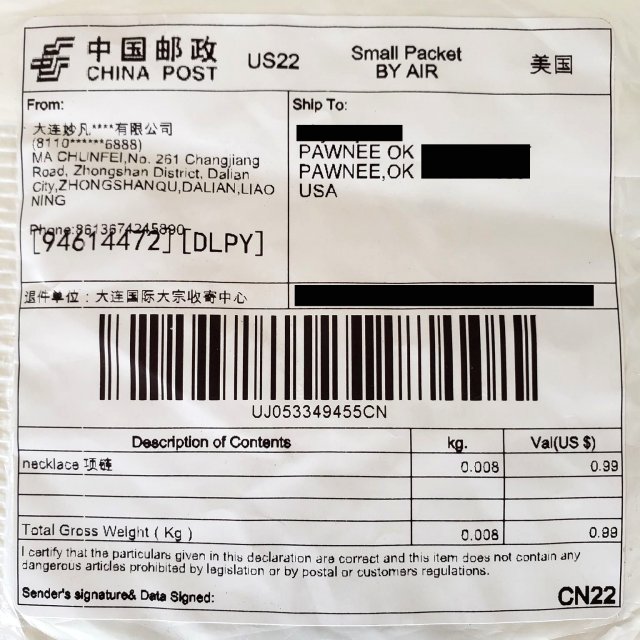 中国邮政
CHINA POST
US22
Small Packet
BY AIR
美国
From:
大连妙凡****有限公司
(8110******6888)
MA CHUNFEI,No. 261 Changjiang
Road, Zhongshan District, Dalian
City,ZHONGSHANQU,DALIAN,LIAO
NING
Phone:8613674245890
[94614472][DLPY]
Ship To:
PAWNEE OK
PAWNEE,OK
USA
退件单位：大连国际大宗收寄中心
UJ053349455CN
Description of Contents kg. Val(US $)
necklace 项链 0.008 0.99
Total Gross Weight ( Kg ) 0.008 0.99
I certify that the particulars given in this declaration are correct and this item does not contain any
dangerous articles prohibited by legislation or by postal or customers regulations.
Sender's signature& Data Signed: CN22